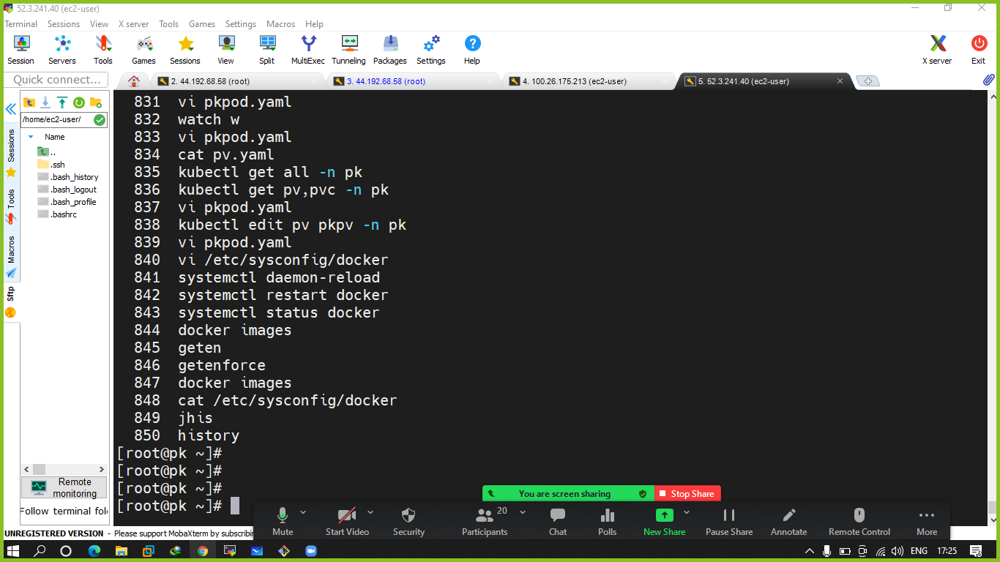 52.3.241.40 (ec2-user)
Terminal Sessions View X server Tools Games Settings Macros Help
Session Servers Tools Games Sessions View Split MultiExec Tunneling Packages Settings Help X server Exit
Quick connect...
2. 44.192.68.58 (root)
3. 44.192.68.58 (root)
4. 100.26.175.213 (ec2-user)
5. 52.3.241.40 (ec2-user)
/home/ec2-user/
Name
..
.ssh
.bash_history
.bash_logout
.bash_profile
.bashrc
Sessions
Tools
Macros
Sftp
831 vi pkpod.yaml
832 watch w
833 vi pkpod.yaml
834 cat pv.yaml
835 kubectl get all -n pk
836 kubectl get pv,pvc -n pk
837 vi pkpod.yaml
838 kubectl edit pv pkpv -n pk
839 vi pkpod.yaml
840 vi /etc/sysconfig/docker
841 systemctl daemon-reload
842 systemctl restart docker
843 systemctl status docker
844 docker images
845 geten
846 getenforce
847 docker images
848 cat /etc/sysconfig/docker
849 jhis
850 history
[root@pk ~]#
[root@pk ~]#
[root@pk ~]#
[root@pk ~]#
Remote
monitoring
Follow terminal fol
You are screen sharing
Stop Share
20
Mute Start Video Security Participants Chat Polls New Share Pause Share Annotate Remote Control More
UNREGISTERED VERSION - Please support MobaXterm by subscribin
ENG 17:25